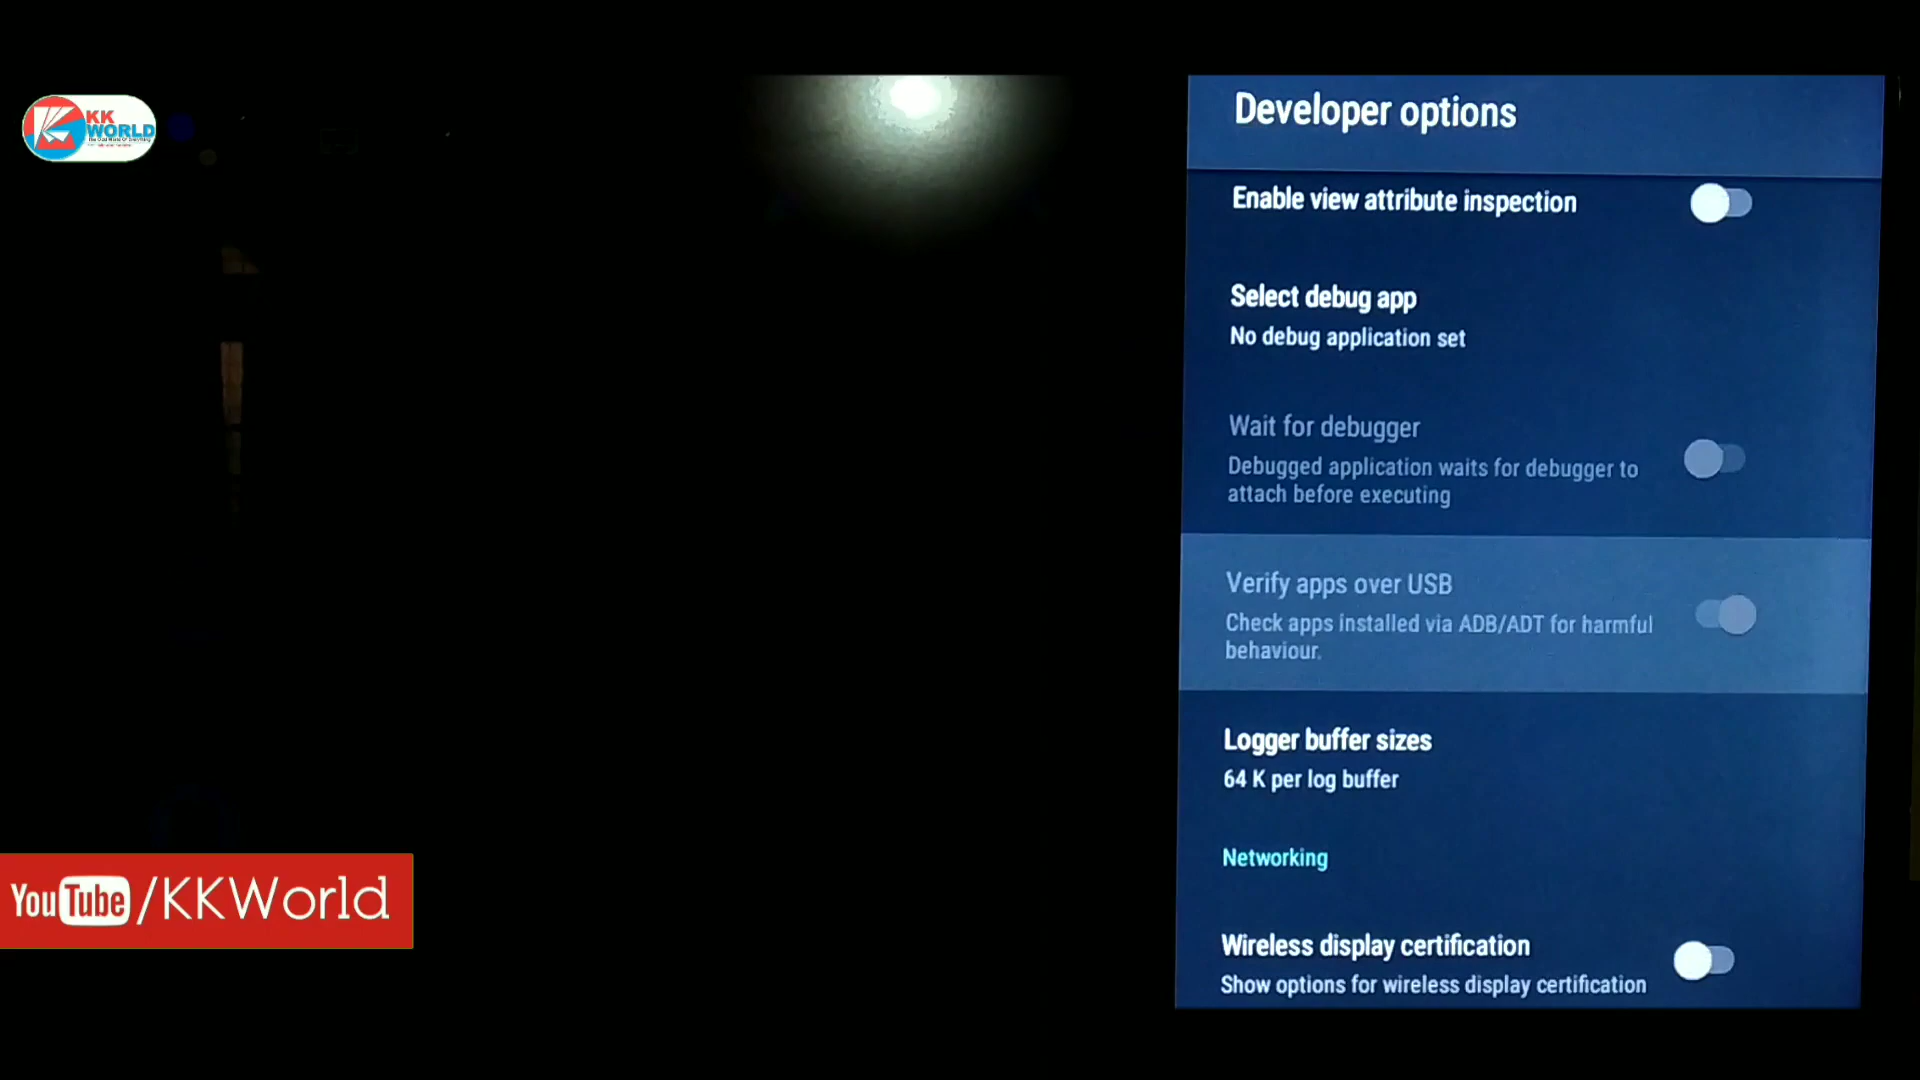 KK
WORLD
Developer options
Enable view attribute inspection
Select debug app
No debug application set
Wait for debugger
Debugged application waits for debugger to
attach before executing
Verify apps over USB
Check apps installed via ADB/ADT for harmful
behaviour.
Logger buffer sizes
64 K per log buffer
Networking
Wireless display certification
Show options for wireless display certification
YouTube/KKWorld